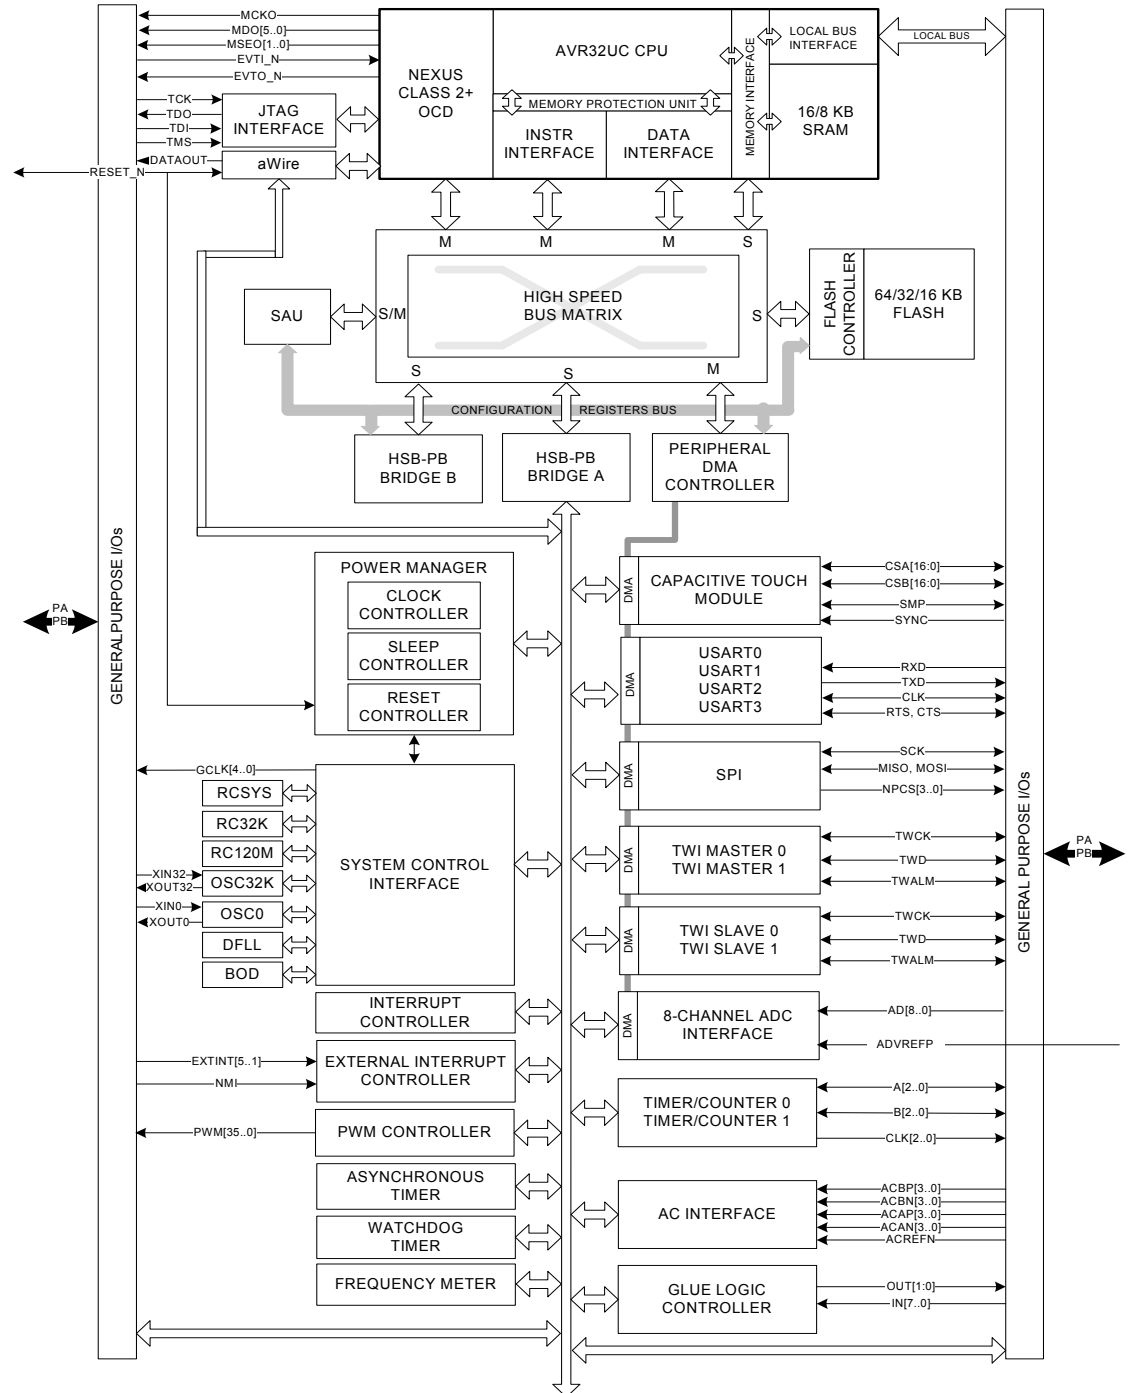 MCKO
MDO[5..0]
MSEO[1..0]
EVTI_N
EVTO_N
TCK
TDO
TDI
TMS
JTAG
INTERFACE
DATAOUT
RESET_N
aWire
NEXUS
CLASS 2+
OCD
AVR32UC CPU
MEMORY PROTECTION UNIT
INSTR
INTERFACE
DATA
INTERFACE
MEMORY INTERFACE
LOCAL BUS
INTERFACE
16/8 KB
SRAM
LOCAL BUS
M
M
M
S
HIGH SPEED
BUS MATRIX
S/M
S
S
S
M
SAU
FLASH
CONTROLLER
64/32/16 KB
FLASH
CONFIGURATION REGISTERS BUS
HSB-PB
BRIDGE B
HSB-PB
BRIDGE A
PERIPHERAL
DMA
CONTROLLER
GENERALPURPOSE I/Os
PA
PB
POWER MANAGER
CLOCK
CONTROLLER
SLEEP
CONTROLLER
RESET
CONTROLLER
GCLK[4..0]
RCSYS
RC32K
RC120M
XIN32
XOUT32
OSC32K
XIN0
XOUT0
OSC0
DFLL
BOD
SYSTEM CONTROL
INTERFACE
INTERRUPT
CONTROLLER
EXTINT[5..1]
NMI
EXTERNAL INTERRUPT
CONTROLLER
PWM[35..0]
PWM CONTROLLER
ASYNCHRONOUS
TIMER
WATCHDOG
TIMER
FREQUENCY METER
DMA
CAPACITIVE TOUCH
MODULE
CSA[16:0]
CSB[16:0]
SMP
SYNC
DMA
USART0
USART1
USART2
USART3
RXD
TXD
CLK
RTS, CTS
DMA
SPI
SCK
MISO, MOSI
NPCS[3..0]
DMA
TWI MASTER 0
TWI MASTER 1
TWCK
TWD
TWALM
DMA
TWI SLAVE 0
TWI SLAVE 1
TWCK
TWD
TWALM
DMA
8-CHANNEL ADC
INTERFACE
AD[8..0]
ADVREFP
TIMER/COUNTER 0
TIMER/COUNTER 1
A[2..0]
B[2..0]
CLK[2..0]
AC INTERFACE
ACBP[3..0]
ACBN[3..0]
ACAP[3..0]
ACAN[3..0]
ACREFN
GLUE LOGIC
CONTROLLER
OUT[1:0]
IN[7..0]
GENERAL PURPOSE I/Os
PA
PB